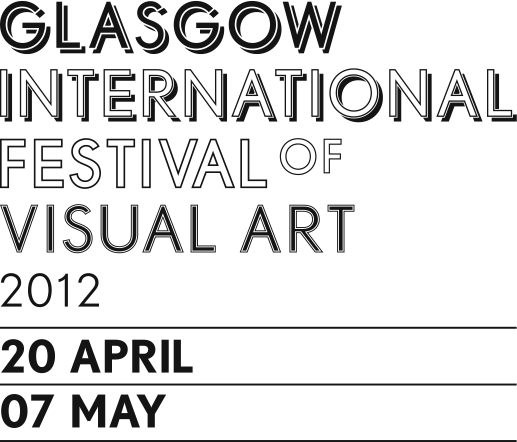 GLASGOW
INTERNATIONAL
FESTIVAL OF
VISUAL ART
2012
20 APRIL
07 MAY